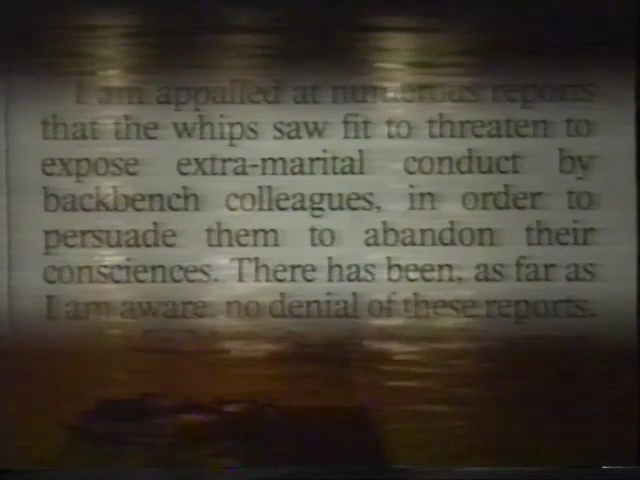 I am appalled at numerous reports
that the whips saw fit to threaten to
expose extra-marital conduct by
backbench colleagues, in order to
persuade them to abandon their
consciences. There has been, as far as
I am aware, no denial of these reports.